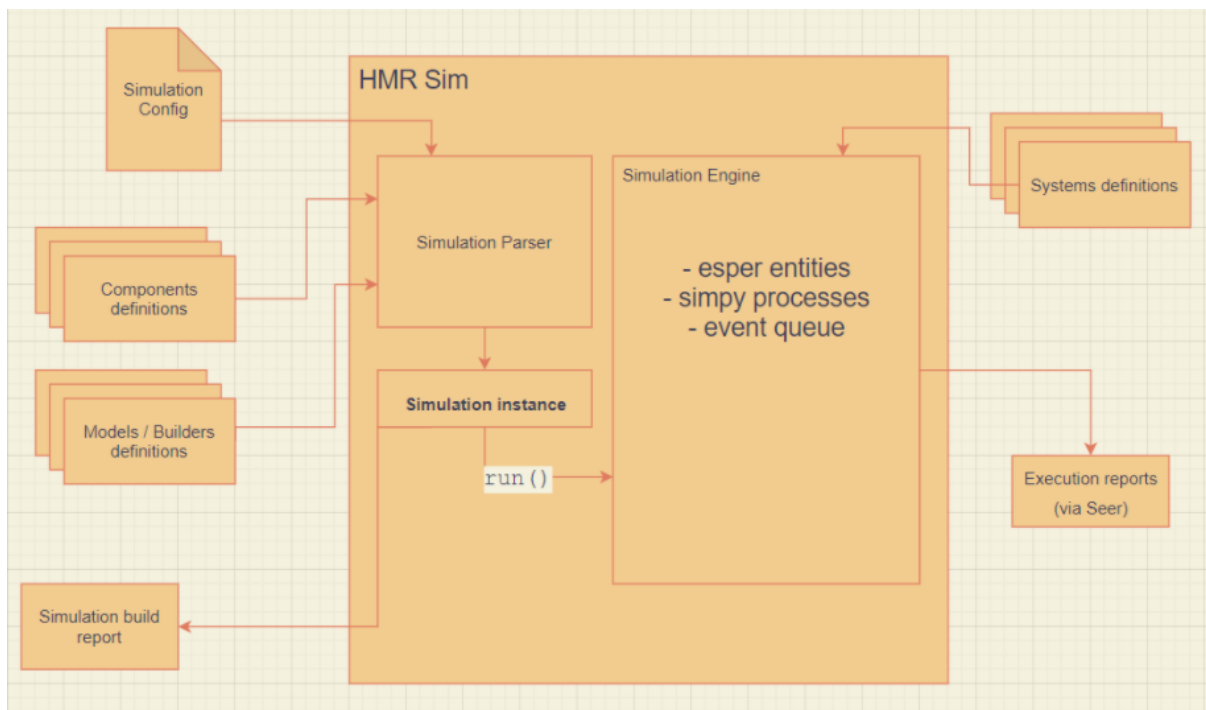 Simulation
Config
HMR Sim
Simulation Parser
Simulation Engine
- esper entities
- simpy processes
- event queue
Systems definitions
Components
definitions
Models / Builders
definitions
Simulation instance
run()
Execution reports
(via Seer)
Simulation build
report